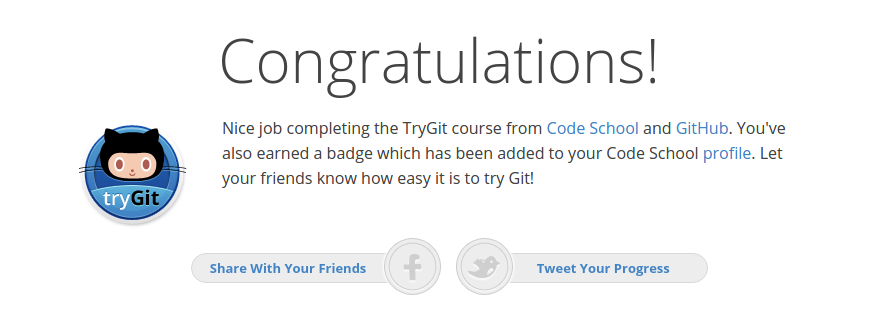 Congratulations!
Nice job completing the TryGit course from Code School and GitHub. You've
also earned a badge which has been added to your Code School profile. Let
your friends know how easy it is to try Git!
tryGit
Share With Your Friends
Tweet Your Progress